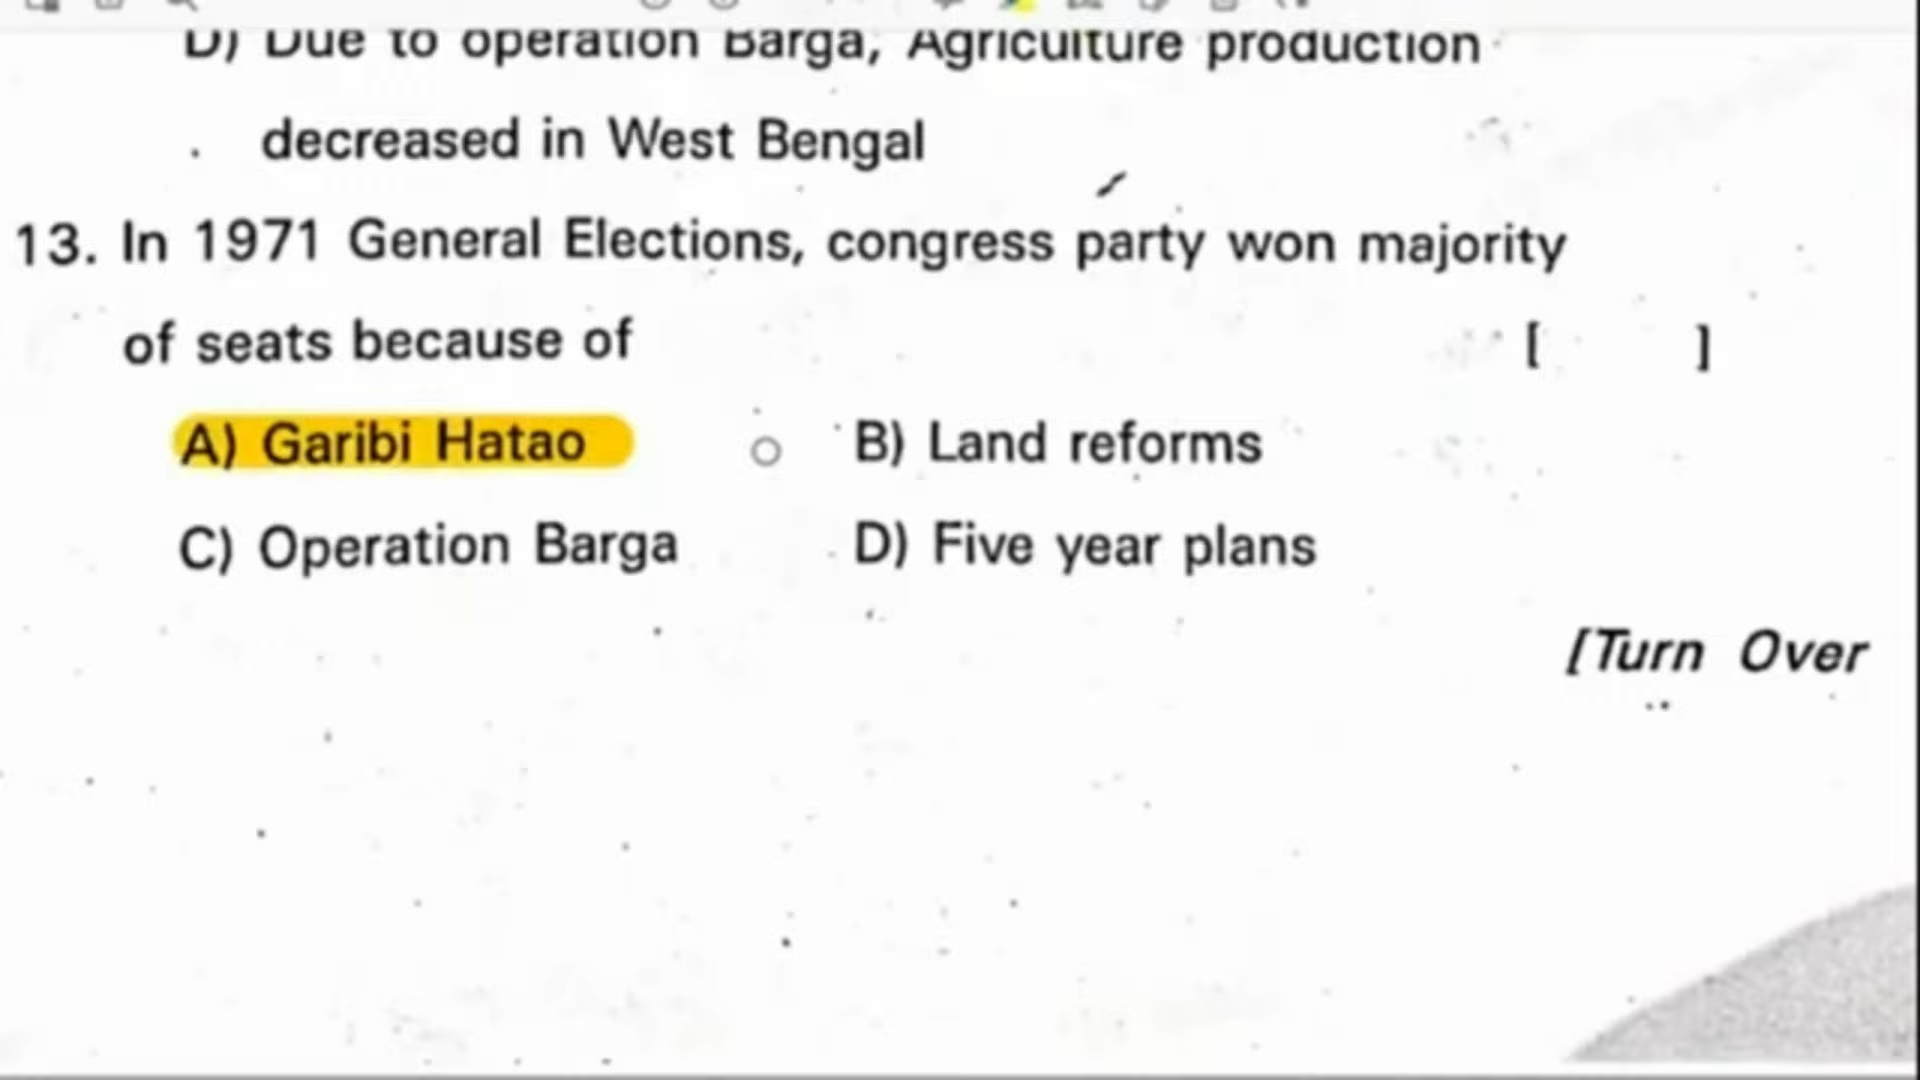 D) Due to operation Barga, Agriculture production
decreased in West Bengal
13. In 1971 General Elections, congress party won majority
of seats because of [ ]
A) Garibi Hatao B) Land reforms
C) Operation Barga D) Five year plans
[Turn Over